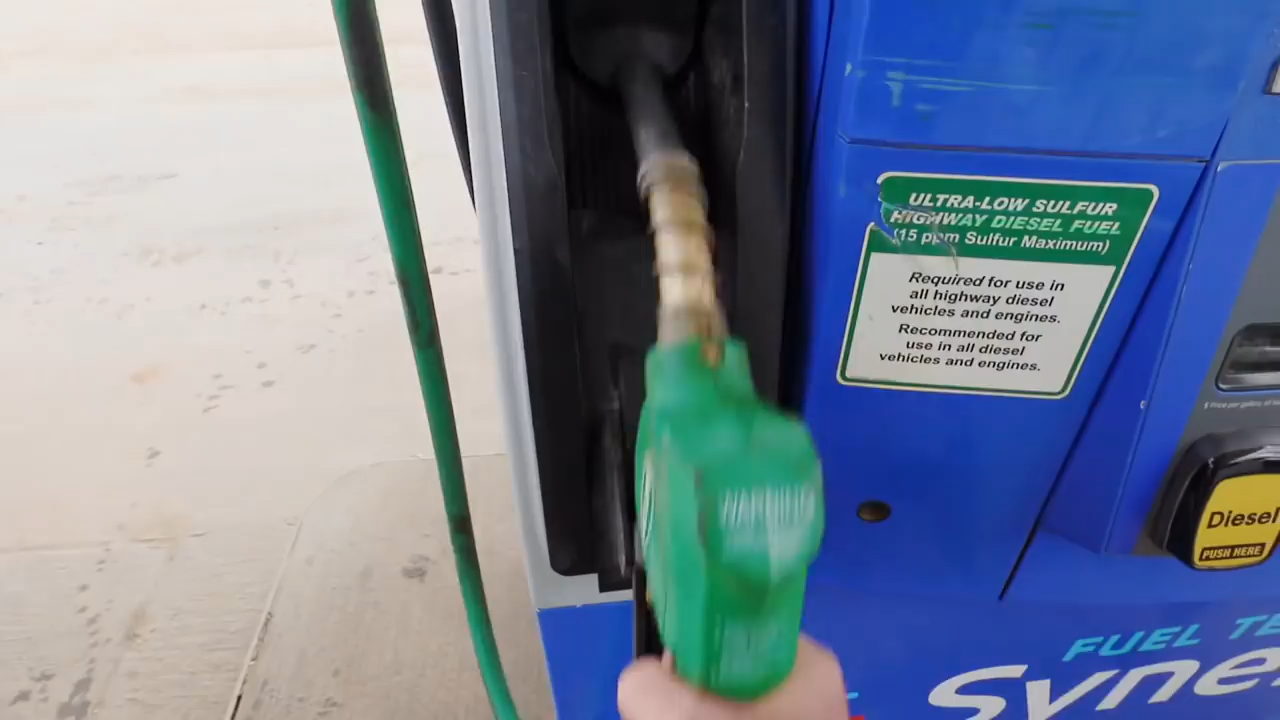 ULTRA-LOW SULFUR
HIGHWAY DIESEL FUEL
(15 ppm Sulfur Maximum)
Required for use in
all highway diesel
vehicles and engines.
Recommended for
use in all diesel
vehicles and engines.
Diesel
PUSH HERE
FUEL TE
Syne